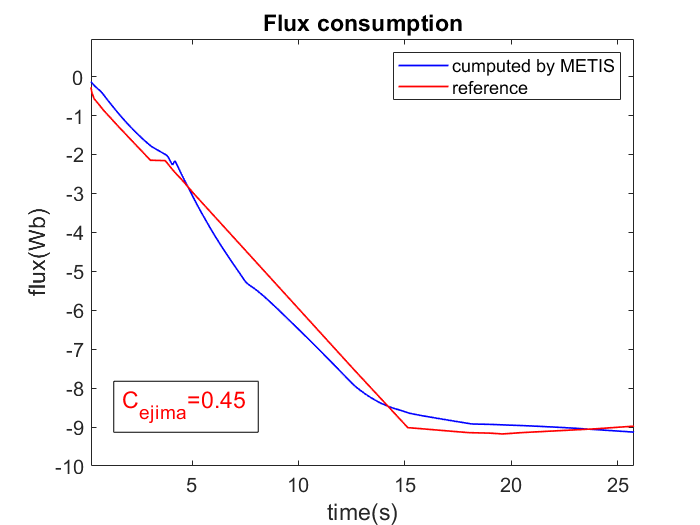 Flux consumption
cumputed by METIS
reference
0
-1
-2
-3
-4
-5
-6
-7
-8
-9
-10
flux(Wb)
C_ejima=0.45
5
10
15
20
25
time(s)